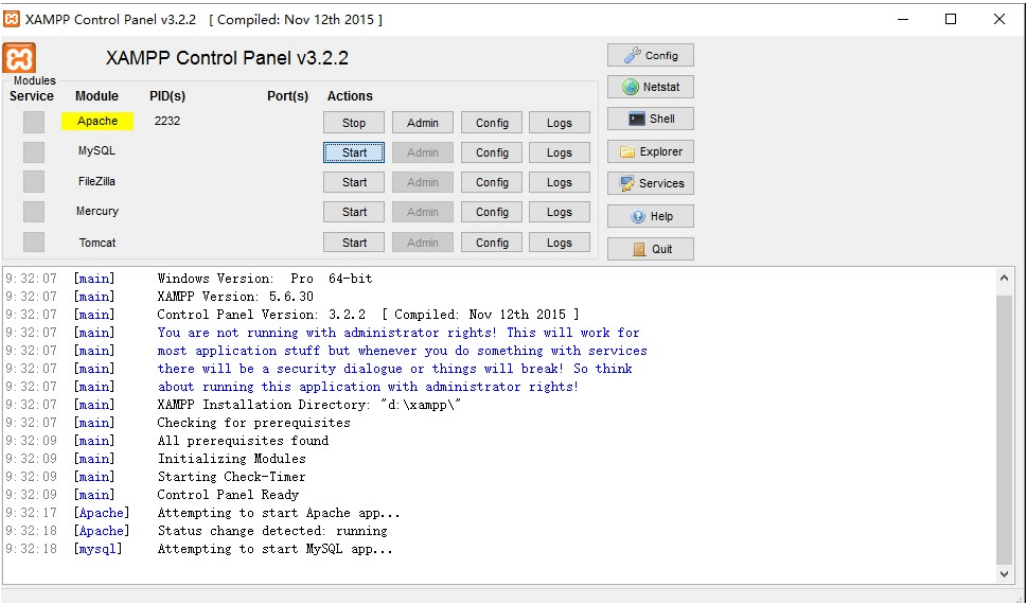 XAMPP Control Panel v3.2.2 [ Compiled: Nov 12th 2015 ]
XAMPP Control Panel v3.2.2
Config
Modules
Service Module PID(s) Port(s) Actions
Netstat
Apache 2232 Stop Admin Config Logs
Shell
MySQL Start Admin Config Logs
Explorer
FileZilla Start Admin Config Logs
Services
Mercury Start Admin Config Logs
Help
Tomcat Start Admin Config Logs
Quit
9:32:07 [main] Windows Version: Pro 64-bit
9:32:07 [main] XAMPP Version: 5.6.30
9:32:07 [main] Control Panel Version: 3.2.2 [ Compiled: Nov 12th 2015 ]
9:32:07 [main] You are not running with administrator rights! This will work for
9:32:07 [main] most application stuff but whenever you do something with services
9:32:07 [main] there will be a security dialogue or things will break! So think
9:32:07 [main] about running this application with administrator rights!
9:32:07 [main] XAMPP Installation Directory: "d:\xampp\"
9:32:07 [main] Checking for prerequisites
9:32:09 [main] All prerequisites found
9:32:09 [main] Initializing Modules
9:32:09 [main] Starting Check-Timer
9:32:09 [main] Control Panel Ready
9:32:17 [Apache] Attempting to start Apache app...
9:32:18 [Apache] Status change detected: running
9:32:18 [mysql] Attempting to start MySQL app...